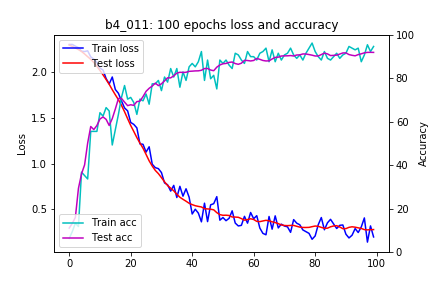 b4_011: 100 epochs loss and accuracy
Train loss
Test loss
Train acc
Test acc
Loss
2.0
1.5
1.0
0.5
Accuracy
100
80
60
40
20
0
0
20
40
60
80
100